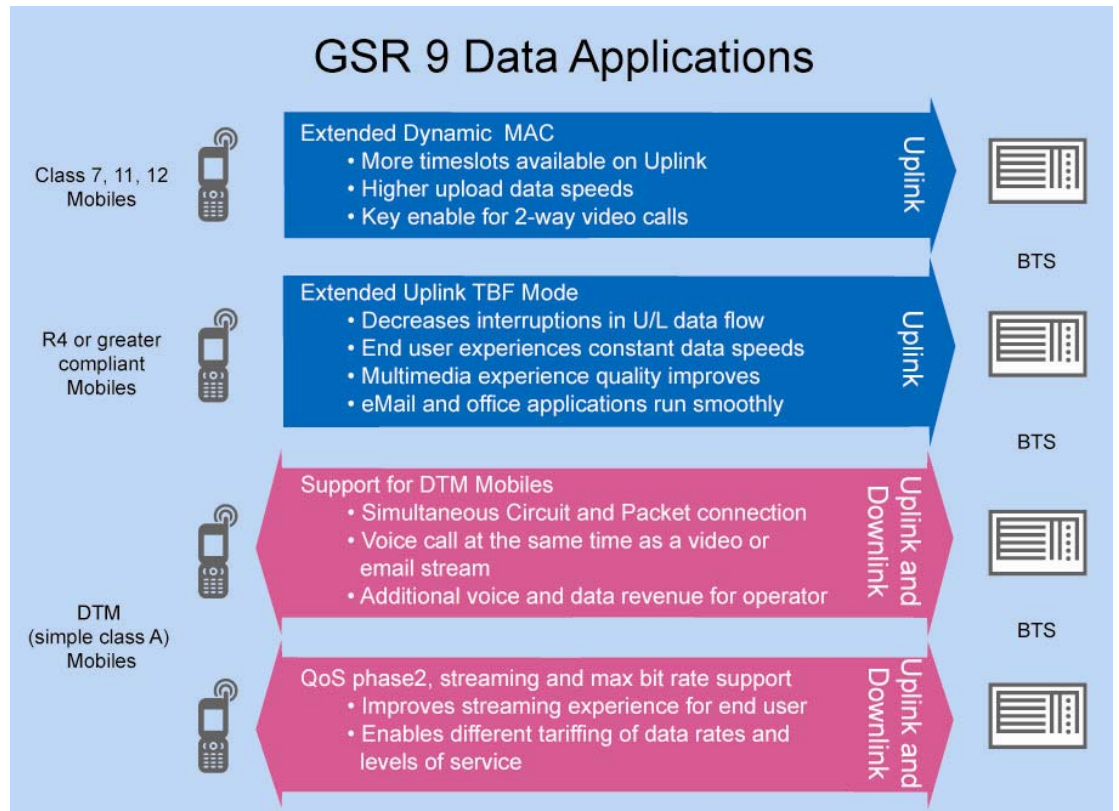 GSR 9 Data Applications
Class 7, 11, 12
Mobiles
Extended Dynamic MAC
• More timeslots available on Uplink
• Higher upload data speeds
• Key enable for 2-way video calls
Uplink
BTS
R4 or greater
compliant
Mobiles
Extended Uplink TBF Mode
• Decreases interruptions in U/L data flow
• End user experiences constant data speeds
• Multimedia experience quality improves
• eMail and office applications run smoothly
Uplink
BTS
DTM
(simple class A)
Mobiles
Support for DTM Mobiles
• Simultaneous Circuit and Packet connection
• Voice call at the same time as a video or
email stream
• Additional voice and data revenue for operator
Uplink and
Downlink
BTS
QoS phase2, streaming and max bit rate support
• Improves streaming experience for end user
• Enables different tariffing of data rates and
levels of service
Uplink and
Downlink